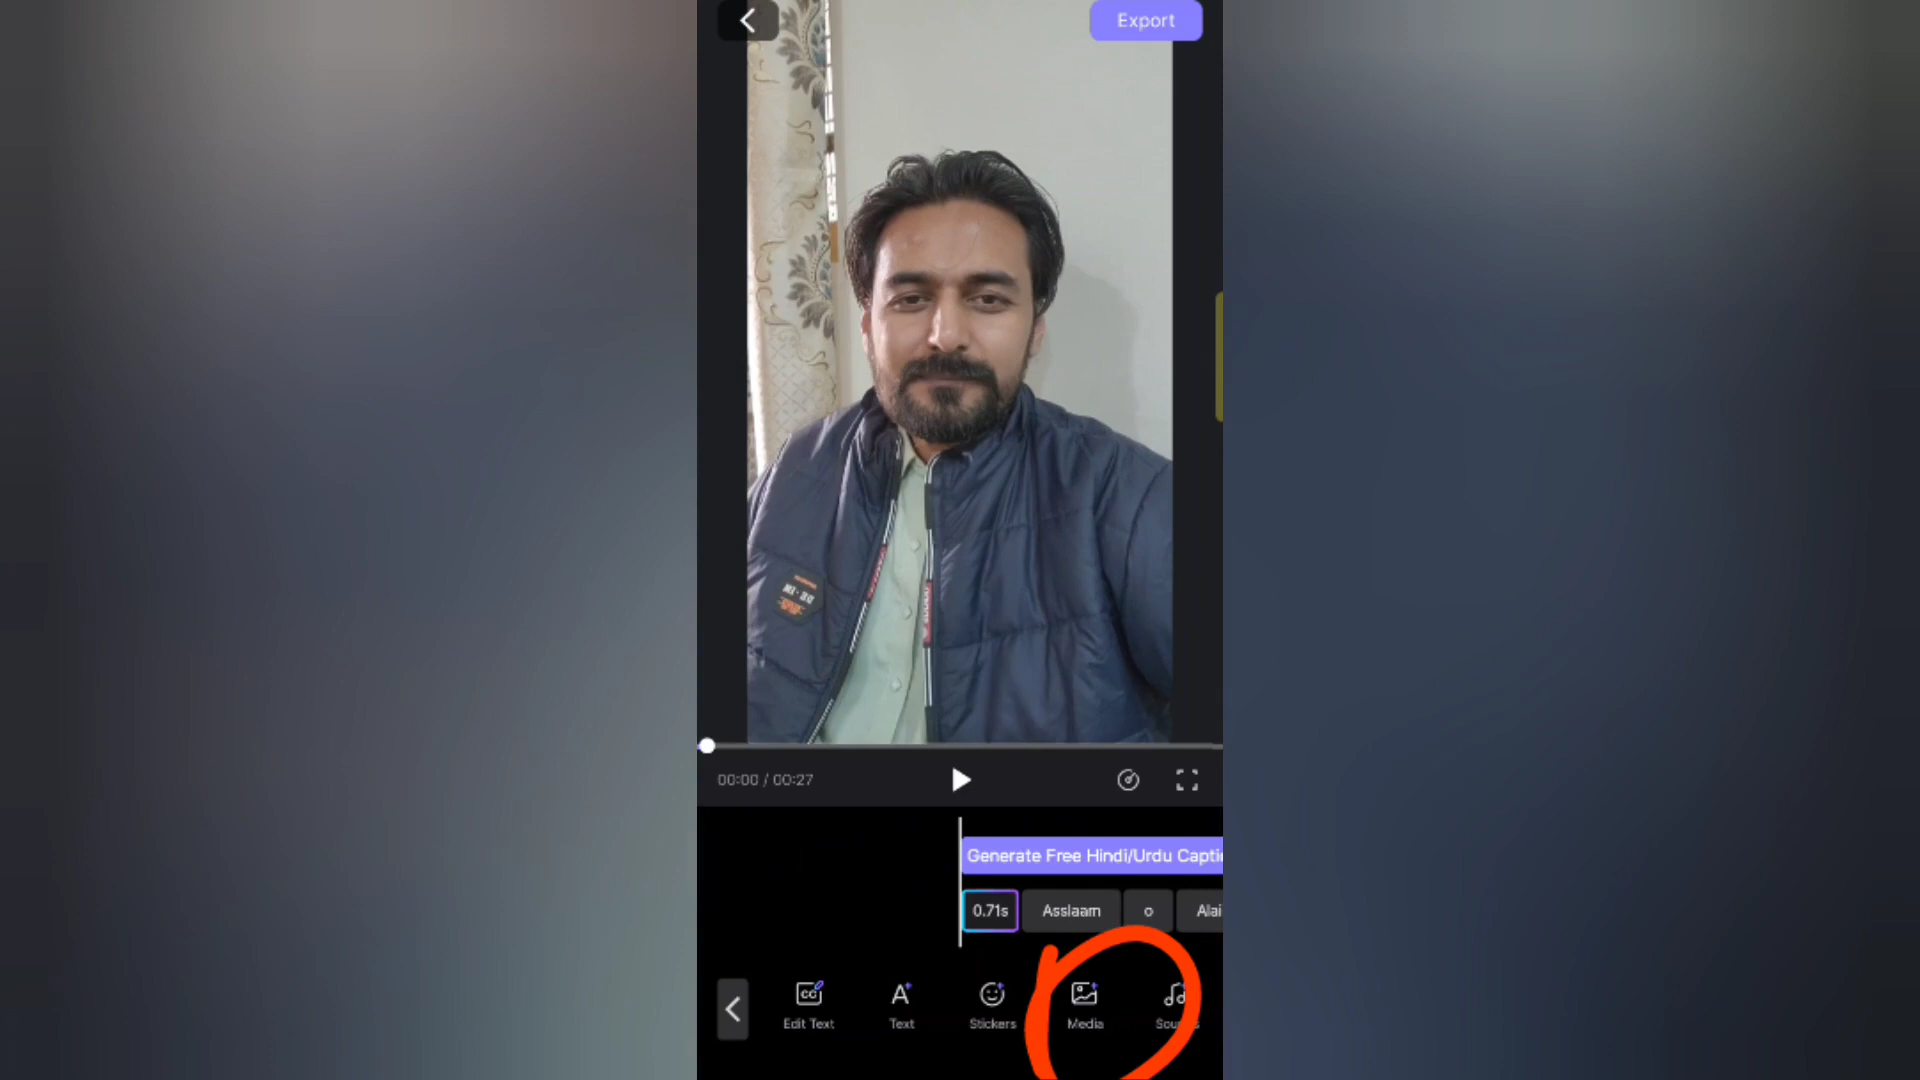 Export
00:00 / 00:27
Generate Free Hindi/Urdu Capti
0.71s Asslaam o Alai
Edit Text Text Stickers Media